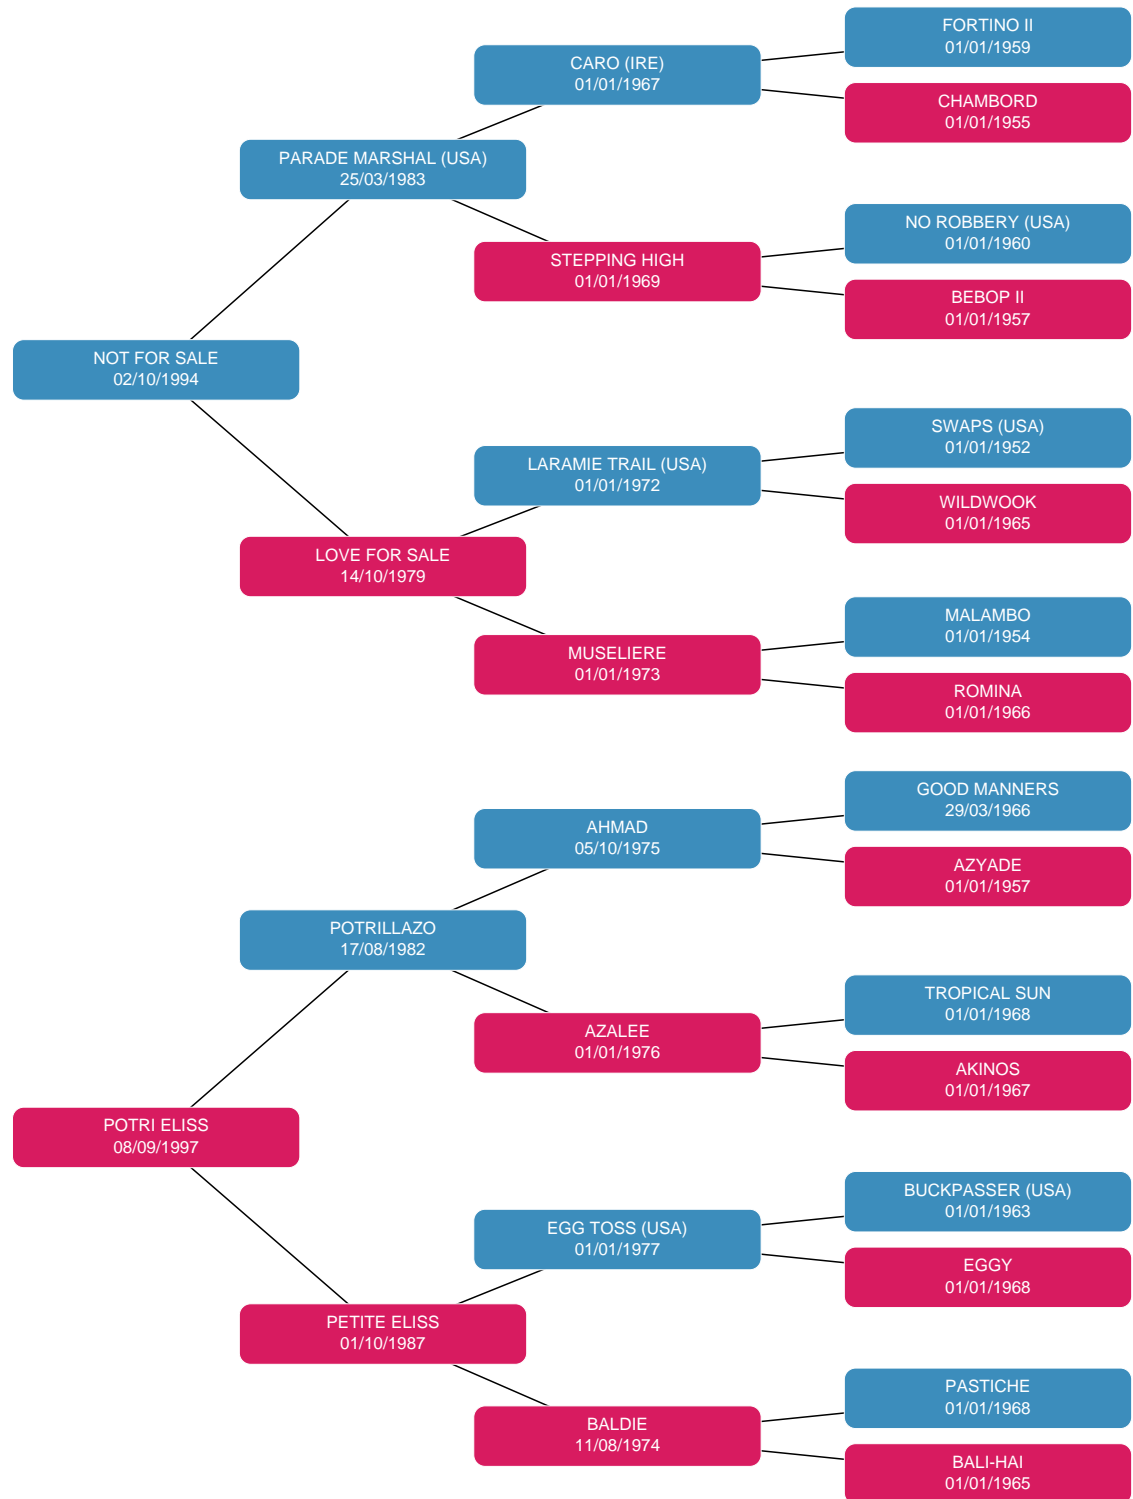 FORTINO II
01/01/1959
CARO (IRE)
01/01/1967
CHAMBORD
01/01/1955
PARADE MARSHAL (USA)
25/03/1983
NO ROBBERY (USA)
01/01/1960
STEPPING HIGH
01/01/1969
BEBOP II
01/01/1957
NOT FOR SALE
02/10/1994
SWAPS (USA)
01/01/1952
LARAMIE TRAIL (USA)
01/01/1972
WILDWOOK
01/01/1965
LOVE FOR SALE
14/10/1979
MALAMBO
01/01/1954
MUSELIERE
01/01/1973
ROMINA
01/01/1966
GOOD MANNERS
29/03/1966
AHMAD
05/10/1975
AZYADE
01/01/1957
POTRILLAZO
17/08/1982
TROPICAL SUN
01/01/1968
AZALEE
01/01/1976
AKINOS
01/01/1967
POTRI ELISS
08/09/1997
BUCKPASSER (USA)
01/01/1963
EGG TOSS (USA)
01/01/1977
EGGY
01/01/1968
PETITE ELISS
01/10/1987
PASTICHE
01/01/1968
BALDIE
11/08/1974
BALI-HAI
01/01/1965